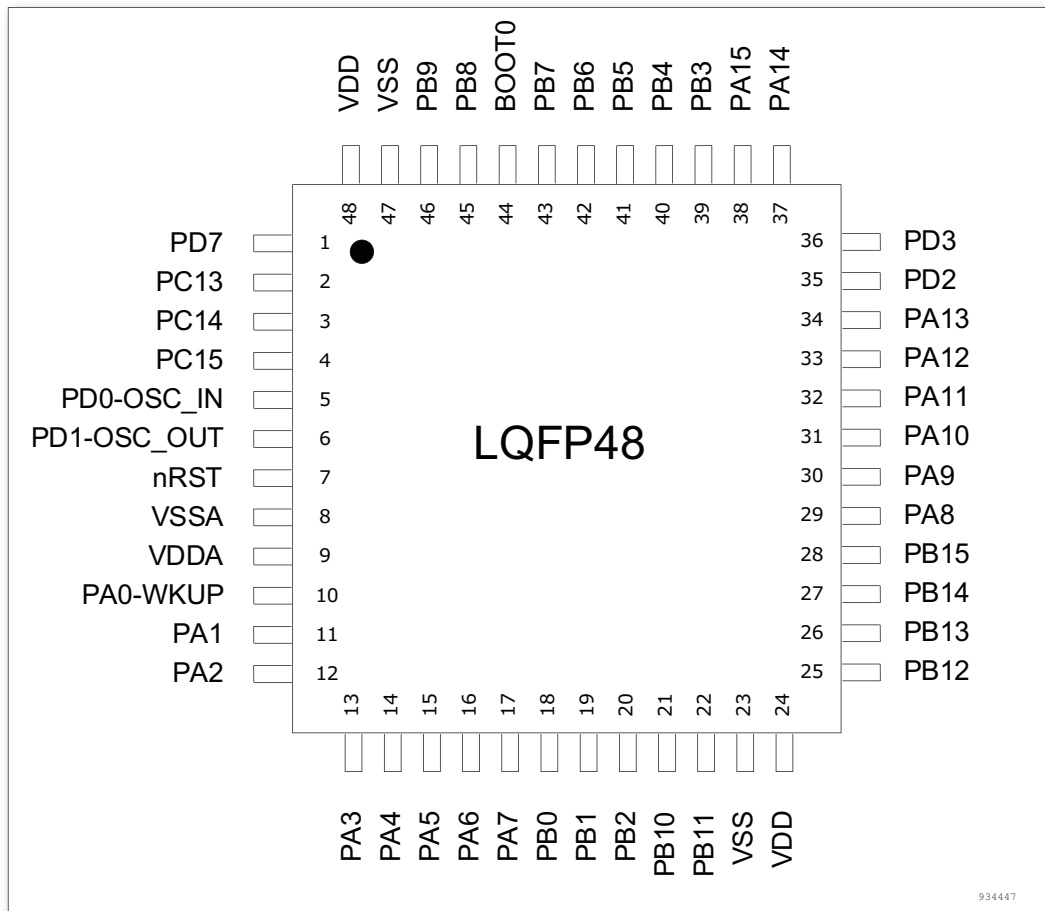 VDD
VSS
PB9
PB8
BOOT0
PB7
PB6
PB5
PB4
PB3
PA15
PA14
48
47
46
45
44
43
42
41
40
39
38
37
PD7 1
PC13 2
PC14 3
PC15 4
PD0-OSC_IN 5
PD1-OSC_OUT 6
nRST 7
VSSA 8
VDDA 9
PA0-WKUP 10
PA1 11
PA2 12
LQFP48
36 PD3
35 PD2
34 PA13
33 PA12
32 PA11
31 PA10
30 PA9
29 PA8
28 PB15
27 PB14
26 PB13
25 PB12
13
14
15
16
17
18
19
20
21
22
23
24
PA3
PA4
PA5
PA6
PA7
PB0
PB1
PB2
PB10
PB11
VSS
VDD
934447